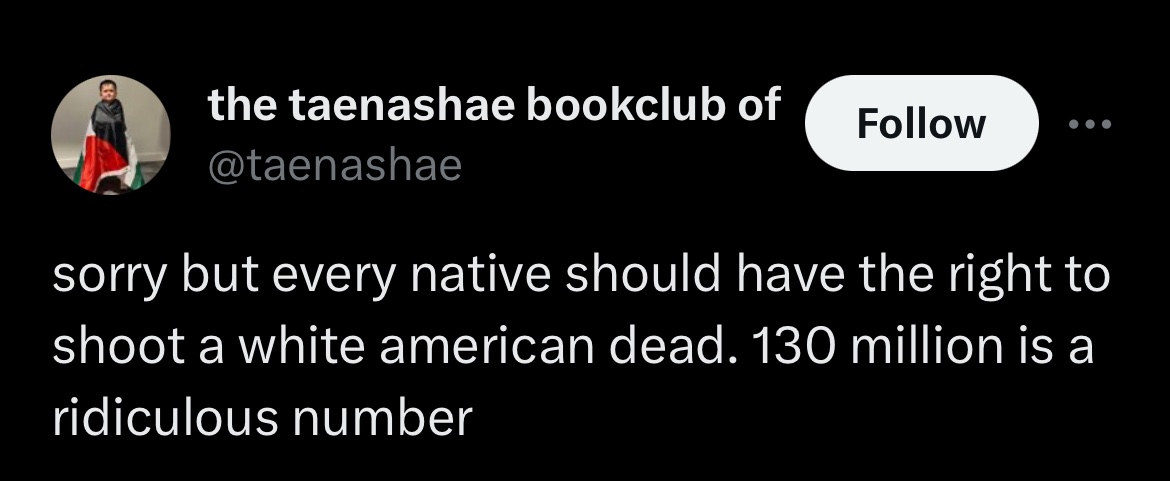 the taenashae bookclub of
Follow
@taenashae
sorry but every native should have the right to
shoot a white american dead. 130 million is a
ridiculous number